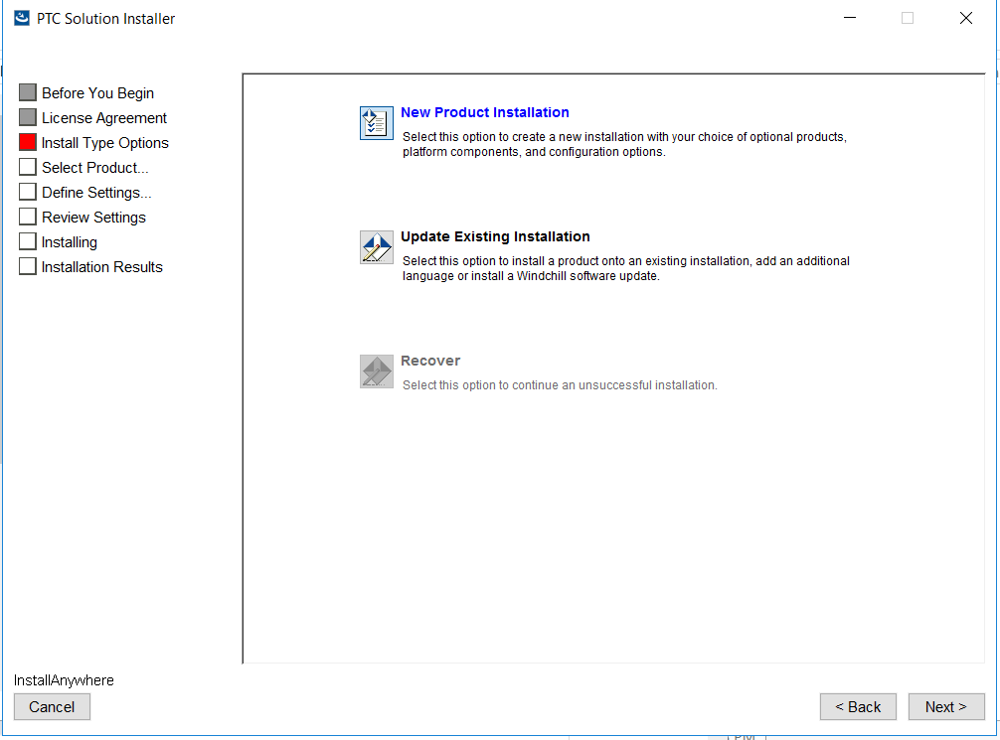 PTC Solution Installer
Before You Begin
License Agreement
Install Type Options
Select Product...
Define Settings...
Review Settings
Installing
Installation Results
New Product Installation
Select this option to create a new installation with your choice of optional products,
platform components, and configuration options.
Update Existing Installation
Select this option to install a product onto an existing installation, add an additional
language or install a Windchill software update.
Recover
Select this option to continue an unsuccessful installation.
InstallAnywhere
Cancel
< Back
Next >